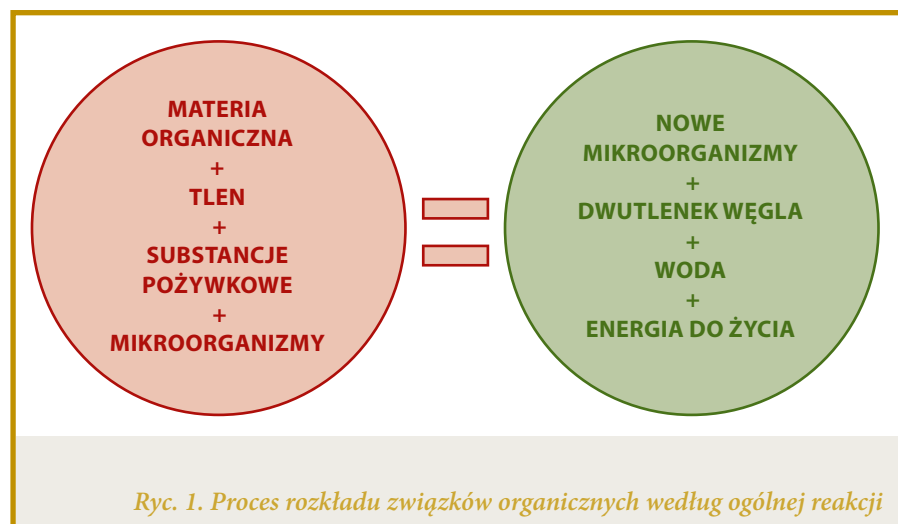 MATERIA
ORGANICZNA
+
TLEN
+
SUBSTANCJE
POŻYWKOWE
+
MIKROORGANIZMY
=
NOWE
MIKROORGANIZMY
+
DWUTLENEK WĘGLA
+
WODA
+
ENERGIA DO ŻYCIA
Ryc. 1. Proces rozkładu związków organicznych według ogólnej reakcji